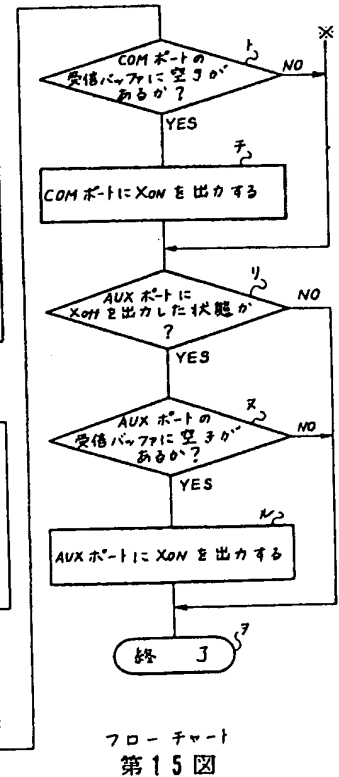 COMポートの
受信バッファに空きが
あるか?
ト
NO
※
YES
チ
COMポートにXONを出力する
リ
AUXポートに
Xoffを出力した状態か
?
NO
YES
ヌ
AUXポートの
受信バッファに空きが
あるか?
NO
YES
ル
AUXポートにXONを出力する
ヲ
終 了
フローチャート
第15図